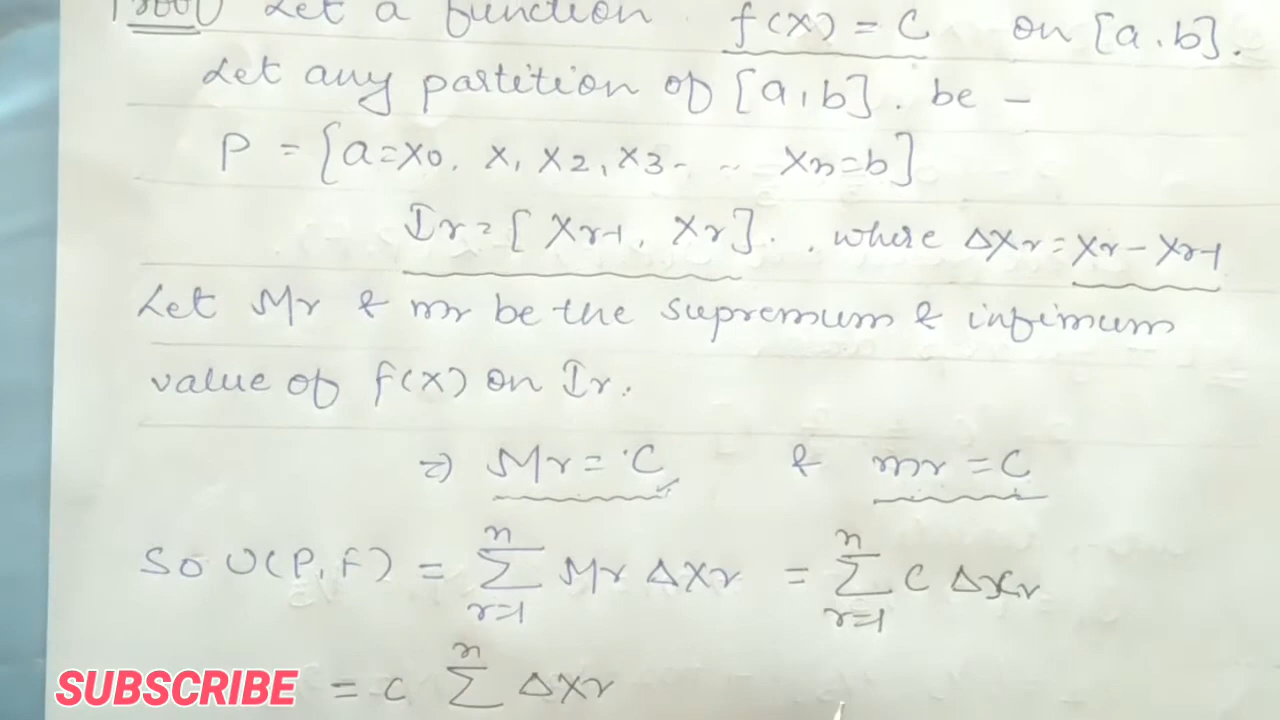 Proof Let a function f(x) = C on [a,b].
Let any partition of [a,b]. be -
P = [a=x0, x1 x2, x3- -- xn=b]
Ir = [xr-1, xr]. , where Δxr = xr - xr-1
Let Mr & mr be the supremum & infimum
value of f(x) on Ir.
=> Mr = C & mr = C
So U(P,F) = n∑r=1 Mr Δxr = n∑r=1 C Δxr
= C n∑ Δxr
SUBSCRIBE